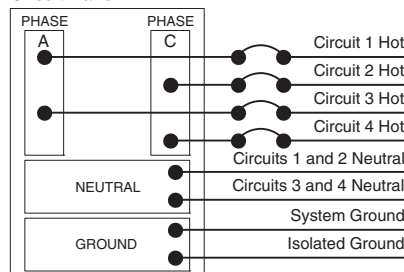 PHASE PHASE
A C
Circuit 1 Hot
Circuit 2 Hot
Circuit 3 Hot
Circuit 4 Hot
Circuits 1 and 2 Neutral
NEUTRAL
Circuits 3 and 4 Neutral
System Ground
GROUND
Isolated Ground